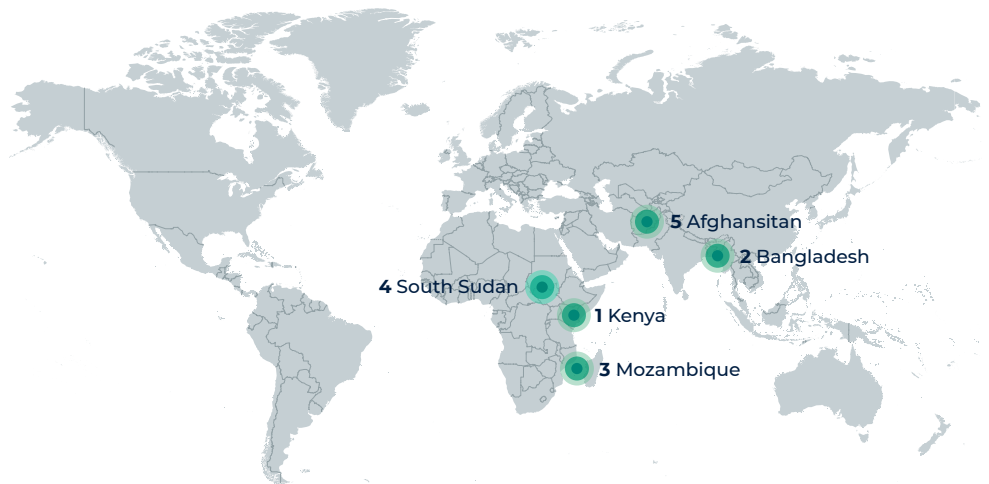 5 Afghansitan
2 Bangladesh
4 South Sudan
1 Kenya
3 Mozambique